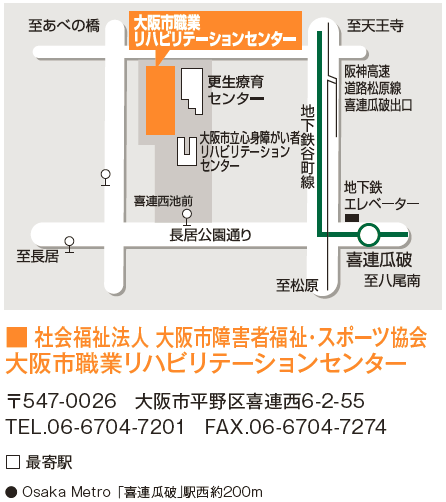 至あべの橋
大阪市職業
リハビリテーションセンター
至天王寺
阪神高速
道路松原線
喜連瓜破出口
更生療育
センター
地下鉄谷町線
大阪市立心身障がい者
リハビリテーション
センター
地下鉄
エレベーター
喜連西池前
長居公園通り
喜連瓜破
至長居
至松原
至八尾南
■ 社会福祉法人 大阪市障害者福祉・スポーツ協会
大阪市職業リハビリテーションセンター
〒547-0026　大阪市平野区喜連西6-2-55
TEL.06-6704-7201　FAX.06-6704-7274
□ 最寄駅
● Osaka Metro「喜連瓜破」駅西約200m